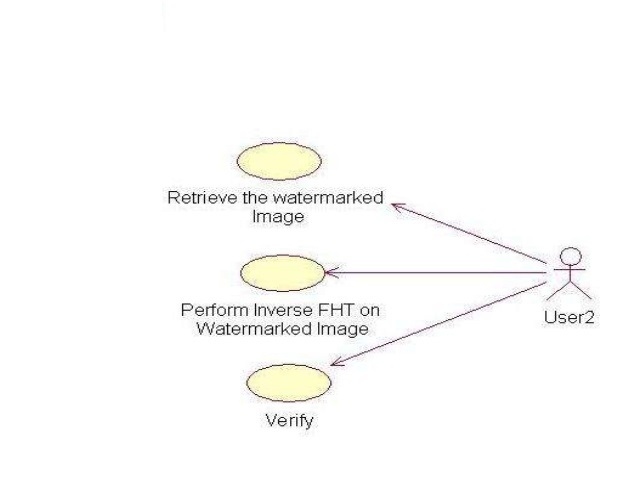 Retrieve the watermarked
Image
Perform Inverse FHT on
Watermarked Image
User2
Verify